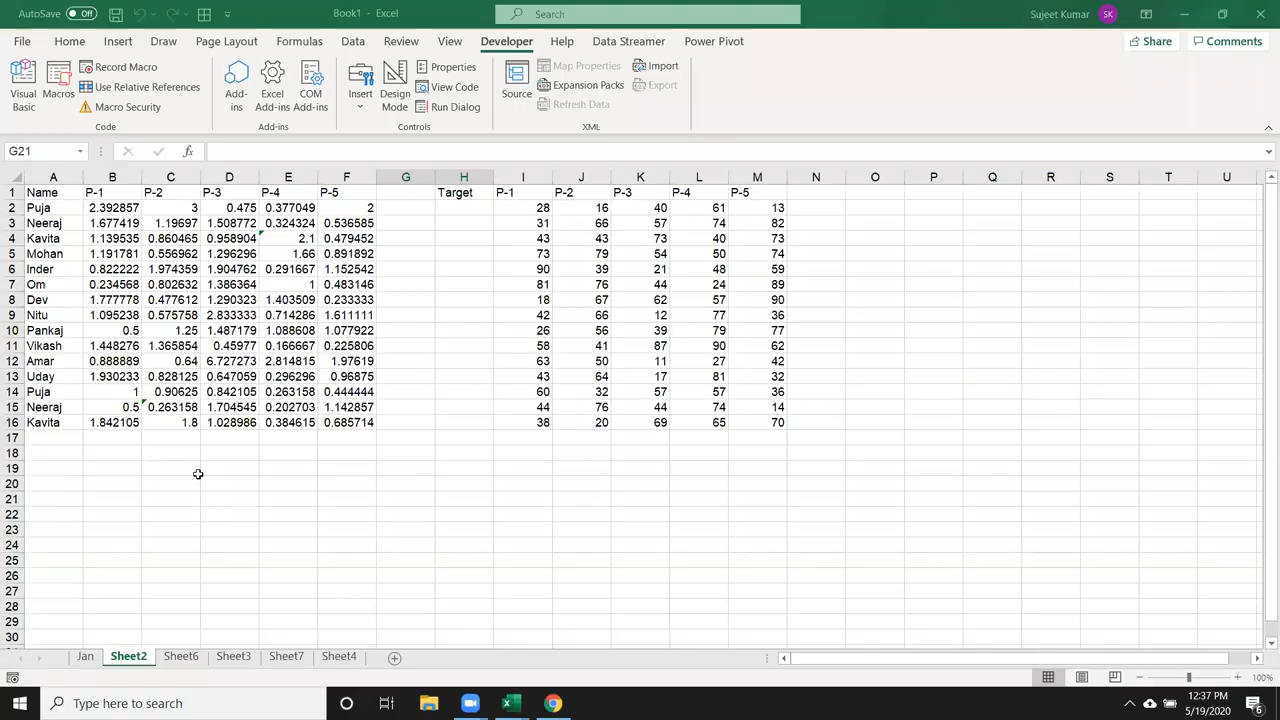 AutoSave Off Book1 - Excel Search Sujeet Kumar SK
File Home Insert Draw Page Layout Formulas Data Review View Developer Help Data Streamer Power Pivot Share Comments
Visual Basic Macros Record Macro Use Relative References Macro Security Add-ins Excel Add-ins COM Add-ins Insert Design Mode Properties View Code Run Dialog Source Map Properties Expansion Packs Refresh Data Import Export
Code Add-ins Controls XML
G21 fx
A B C D E F G H I J K L M N O P Q R S T U
1 Name P-1 P-2 P-3 P-4 P-5 Target P-1 P-2 P-3 P-4 P-5
2 Puja 2.392857 3 0.475 0.377049 2 28 16 40 61 13
3 Neeraj 1.677419 1.19697 1.508772 0.324324 0.536585 31 66 57 74 82
4 Kavita 1.139535 0.860465 0.958904 2.1 0.479452 43 43 73 40 73
5 Mohan 1.191781 0.556962 1.296296 1.66 0.891892 73 79 54 50 74
6 Inder 0.822222 1.974359 1.904762 0.291667 1.152542 90 39 21 48 59
7 Om 0.234568 0.802632 1.386364 1 0.483146 81 76 44 24 89
8 Dev 1.777778 0.477612 1.290323 1.403509 0.233333 18 67 62 57 90
9 Nitu 1.095238 0.575758 2.833333 0.714286 1.611111 42 66 12 77 36
10 Pankaj 0.5 1.25 1.487179 1.088608 1.077922 26 56 39 79 77
11 Vikash 1.448276 1.365854 0.45977 0.166667 0.225806 58 41 87 90 62
12 Amar 0.888889 0.64 6.727273 2.814815 1.97619 63 50 11 27 42
13 Uday 1.930233 0.828125 0.647059 0.296296 0.96875 43 64 17 81 32
14 Puja 1 0.90625 0.842105 0.263158 0.444444 60 32 57 57 36
15 Neeraj 0.5 0.263158 1.704545 0.202703 1.142857 44 76 44 74 14
16 Kavita 1.842105 1.8 1.028986 0.384615 0.685714 38 20 69 65 70
17
18
19
20
21
22
23
24
25
26
27
28
29
30
Jan Sheet2 Sheet6 Sheet3 Sheet7 Sheet4
100%
Type here to search
12:37 PM
5/19/2020
6